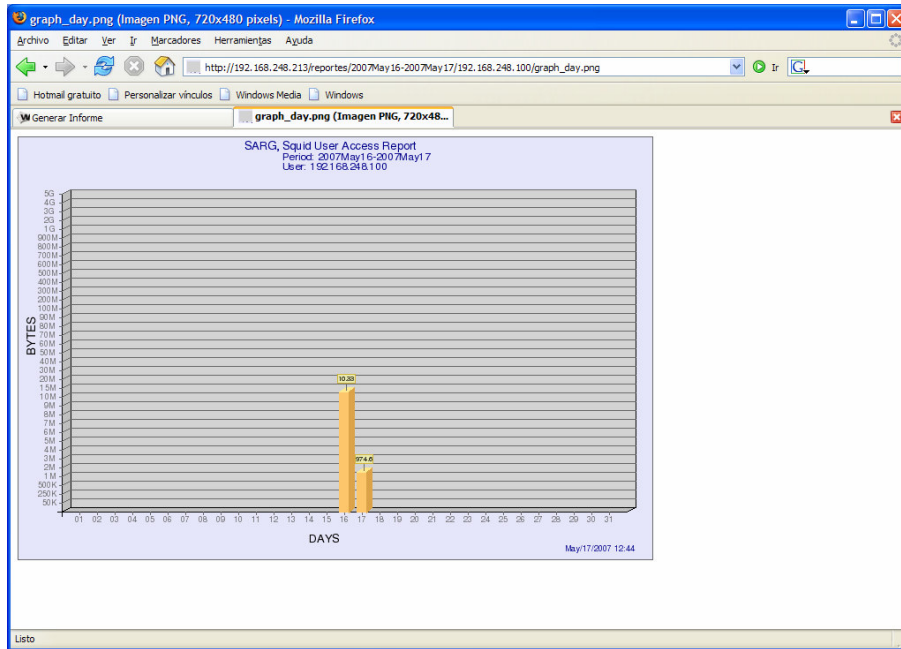 graph_day.png (Imagen PNG, 720x480 pixels) - Mozilla Firefox
Archivo Editar Ver Ir Marcadores Herramientas Ayuda
http://192.168.248.213/reportes/2007May16-2007May17/192.168.248.100/graph_day.png
Ir
G
Hotmail gratuito Personalizar vínculos Windows Media Windows
W Generar Informe
graph_day.png (Imagen PNG, 720x48...
SARG, Squid User Access Report
Period: 2007May16-2007May17
User: 192.168.248.100
BYTES
5G
4G
3G
2G
1G
900M
800M
700M
600M
500M
400M
300M
200M
100M
90M
80M
70M
60M
50M
40M
30M
20M
15M
10M
9M
8M
7M
6M
5M
4M
3M
2M
1M
500K
250K
50K
10.33
974.6
01 02 03 04 05 06 07 08 09 10 11 12 13 14 15 16 17 18 19 20 21 22 23 24 25 26 27 28 29 30 31
DAYS
May/17/2007 12:44
Listo